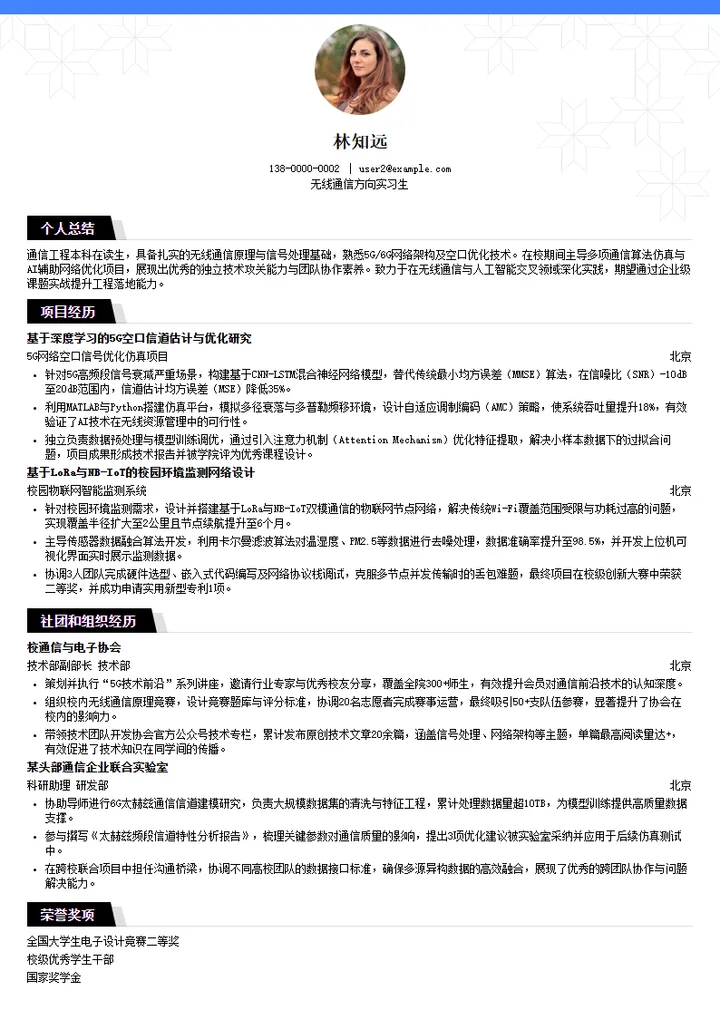 林知远
138-0000-0002 | user2@example.com
无线通信方向实习生
个人总结
通信工程本科在读生，具备扎实的无线通信原理与信号处理基础，熟悉5G/6G网络架构及空口优化技术。在校期间主导多项通信算法仿真与
AI辅助网络优化项目，展现出优秀的独立技术攻关能力与团队协作素养。致力于在无线通信与人工智能交叉领域深化实践，期望通过企业级
课题实战提升工程落地能力。
项目经历
基于深度学习的5G空口信道估计与优化研究
5G网络空口信号优化仿真项目 北京
• 针对5G高频段信号衰减严重场景，构建基于CNN-LSTM混合神经网络模型，替代传统最小均方误差（MMSE）算法，在信噪比（SNR）-10dB
至20dB范围内，信道估计均方误差（MSE）降低35%。
• 利用MATLAB与Python搭建仿真平台，模拟多径衰落与多普勒频移环境，设计自适应调制编码（AMC）策略，使系统吞吐量提升18%，有效
验证了AI技术在无线资源管理中的可行性。
• 独立负责数据预处理与模型训练调优，通过引入注意力机制（Attention Mechanism）优化特征提取，解决小样本数据下的过拟合问
题，项目成果形成技术报告并被学院评为优秀课程设计。
基于LoRa与NB-IoT的校园环境监测网络设计
校园物联网智能监测系统 北京
• 针对校园环境监测需求，设计并搭建基于LoRa与NB-IoT双模通信的物联网节点网络，解决传统Wi-Fi覆盖范围受限与功耗过高的问题，
实现覆盖半径扩大至2公里且节点续航提升至6个月。
• 主导传感器数据融合算法开发，利用卡尔曼滤波算法对温湿度、PM2.5等数据进行去噪处理，数据准确率提升至98.5%，并开发上位机可
视化界面实时展示监测数据。
• 协调3人团队完成硬件选型、嵌入式代码编写及网络协议栈调试，克服多节点并发传输时的丢包难题，最终项目在校级创新大赛中荣获
二等奖，并成功申请实用新型专利1项。
社团和组织经历
校通信与电子协会
技术部副部长 技术部 北京
• 策划并执行“5G技术前沿”系列讲座，邀请行业专家与优秀校友分享，覆盖全院300+师生，有效提升会员对通信前沿技术的认知深度。
• 组织校内无线通信原理竞赛，设计竞赛题库与评分标准，协调20名志愿者完成赛事运营，最终吸引50+支队伍参赛，显著提升了协会在
校内的影响力。
• 带领技术团队开发协会官方公众号技术专栏，累计发布原创技术文章20余篇，涵盖信号处理、网络架构等主题，单篇最高阅读量达+，
有效促进了技术知识在同学间的传播。
某头部通信企业联合实验室
科研助理 研发部 北京
• 协助导师进行6G太赫兹通信信道建模研究，负责大规模数据集的清洗与特征工程，累计处理数据量超10TB，为模型训练提供高质量数据
支撑。
• 参与撰写《太赫兹频段信道特性分析报告》，梳理关键参数对通信质量的影响，提出3项优化建议被实验室采纳并应用于后续仿真测试
中。
• 在跨校联合项目中担任沟通桥梁，协调不同高校团队的数据接口标准，确保多源异构数据的高效融合，展现了优秀的跨团队协作与问题
解决能力。
荣誉奖项
全国大学生电子设计竞赛二等奖
校级优秀学生干部
国家奖学金